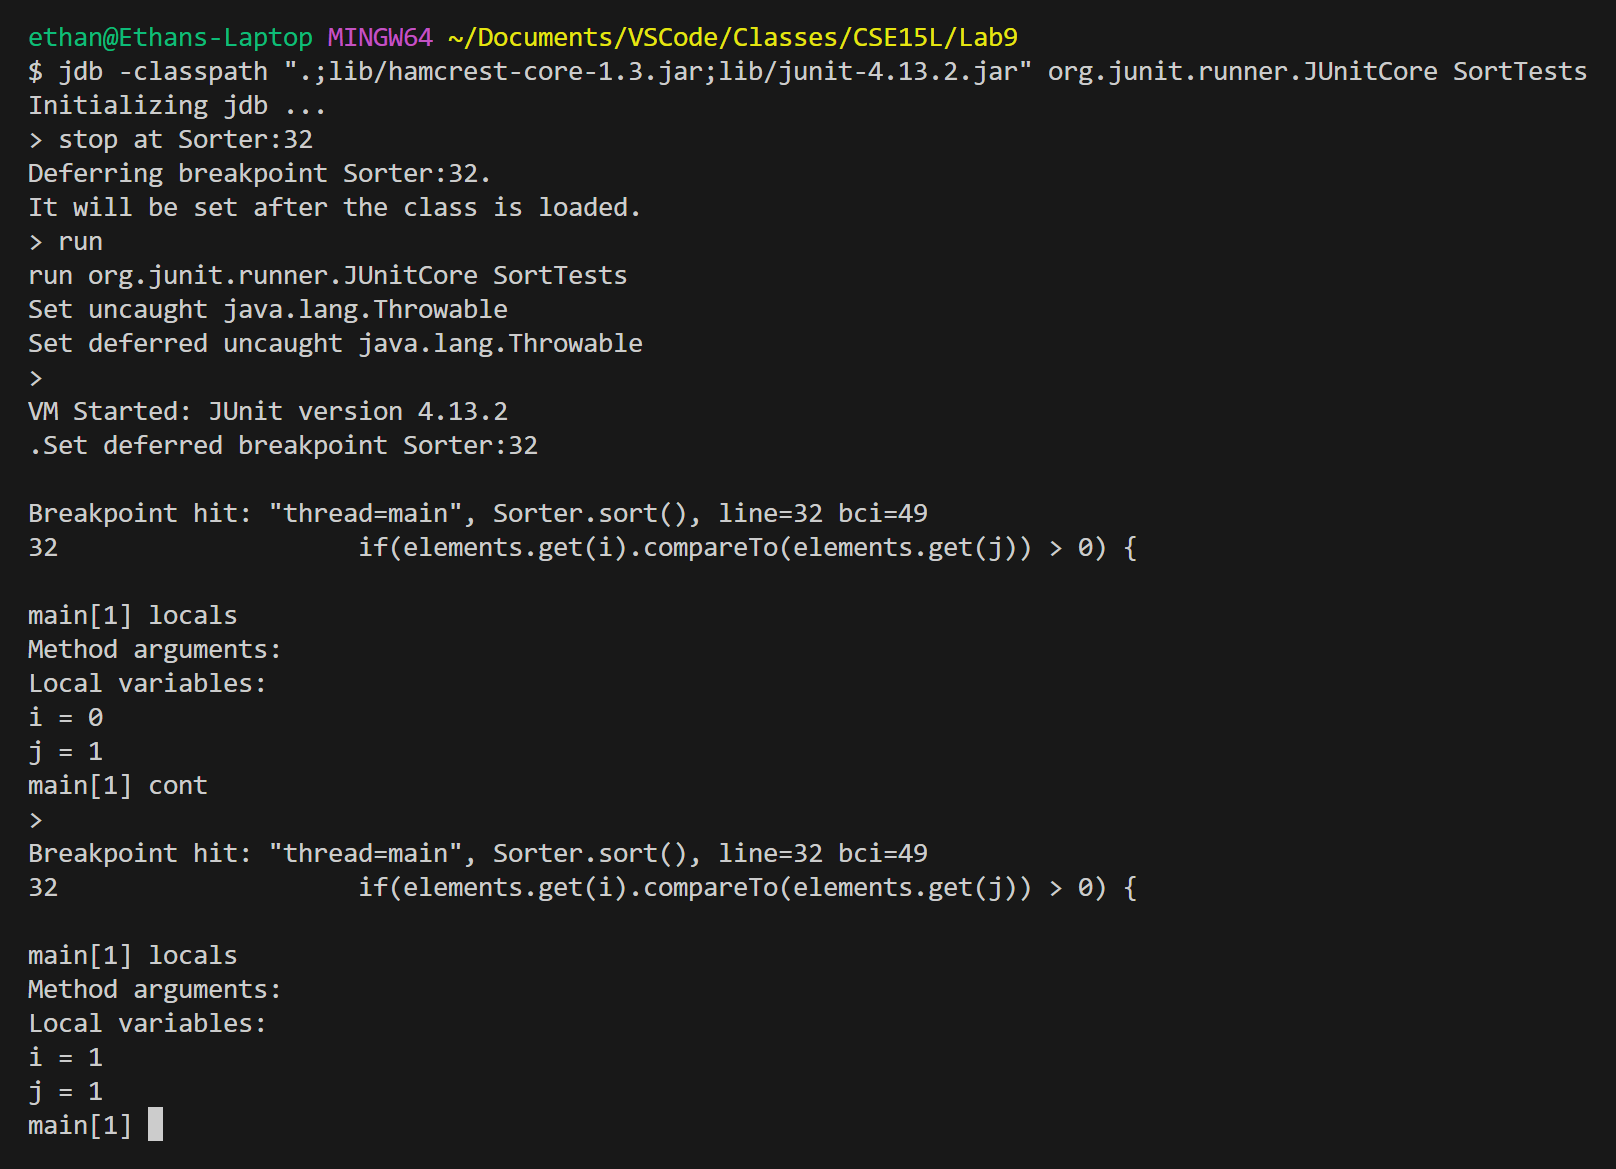 ethan@Ethans-Laptop MINGW64 ~/Documents/VSCode/Classes/CSE15L/Lab9
$ jdb -classpath ".;lib/hamcrest-core-1.3.jar;lib/junit-4.13.2.jar" org.junit.runner.JUnitCore SortTests
Initializing jdb ...
> stop at Sorter:32
Deferring breakpoint Sorter:32.
It will be set after the class is loaded.
> run
run org.junit.runner.JUnitCore SortTests
Set uncaught java.lang.Throwable
Set deferred uncaught java.lang.Throwable
>
VM Started: JUnit version 4.13.2
.Set deferred breakpoint Sorter:32
Breakpoint hit: "thread=main", Sorter.sort(), line=32 bci=49
32                    if(elements.get(i).compareTo(elements.get(j)) > 0) {
main[1] locals
Method arguments:
Local variables:
i = 0
j = 1
main[1] cont
>
Breakpoint hit: "thread=main", Sorter.sort(), line=32 bci=49
32                    if(elements.get(i).compareTo(elements.get(j)) > 0) {
main[1] locals
Method arguments:
Local variables:
i = 1
j = 1
main[1]